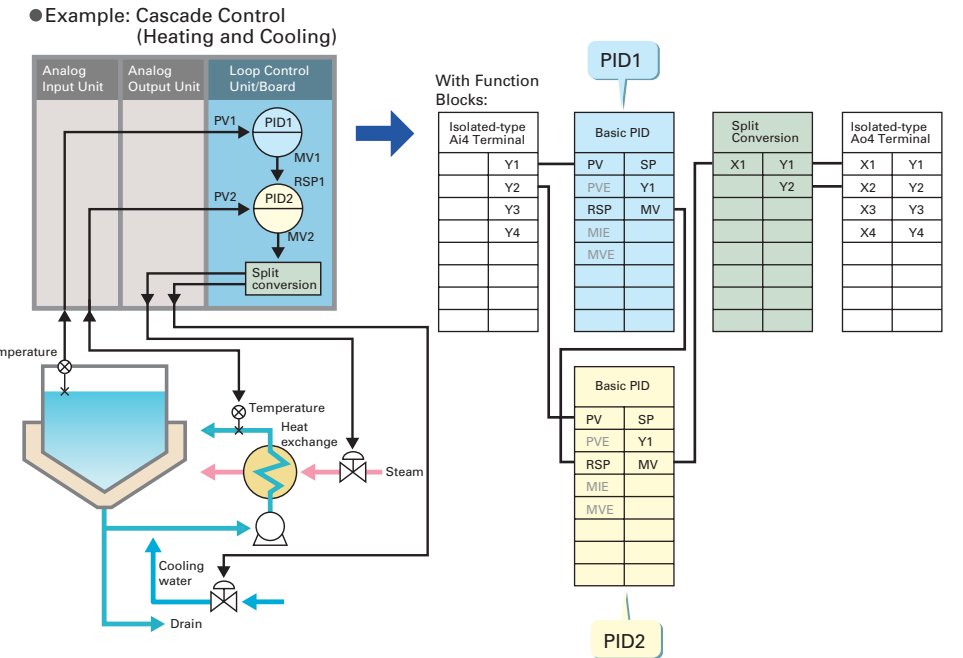 ●Example: Cascade Control
(Heating and Cooling)
Analog
Input Unit
Analog
Output Unit
Loop Control
Unit/Board
PV1
PID1
MV1
RSP1
PV2
PID2
MV2
Split
conversion
mperature
Temperature
Heat
exchange
Steam
Cooling
water
Drain
With Function
Blocks:
PID1
Isolated-type
Ai4 Terminal
Y1
Y2
Y3
Y4
Basic PID
PV SP
PVE Y1
RSP MV
MIE
MVE
Split
Conversion
X1 Y1
Y2
Isolated-type
Ao4 Terminal
X1 Y1
X2 Y2
X3 Y3
X4 Y4
Basic PID
PV SP
PVE Y1
RSP MV
MIE
MVE
PID2